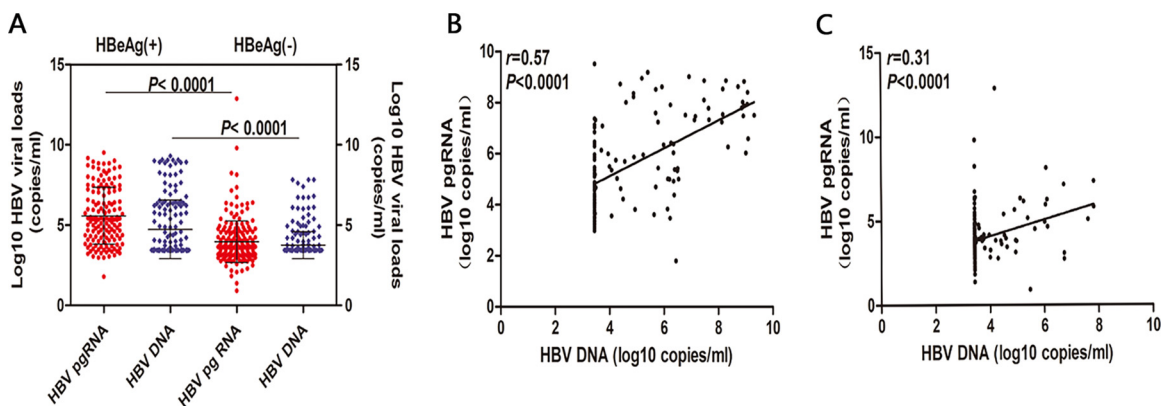 A
HBeAg(+) HBeAg(-)
Log10 HBV viral loads
(copies/ml)
15
10
5
0
P< 0.0001
P< 0.0001
15
10
5
0
Log10 HBV viral loads
(copies/ml)
HBV pgRNA
HBV DNA
HBV pg RNA
HBV DNA
B
r=0.57
P<0.0001
HBV pgRNA
(log10 copies/ml)
10
8
6
4
2
0
0 2 4 6 8 10
HBV DNA (log10 copies/ml)
C
r=0.31
P<0.0001
HBV pgRNA
(log10 copies/ml)
15
10
5
0
0 2 4 6 8 10
HBV DNA (log10 copies/ml)